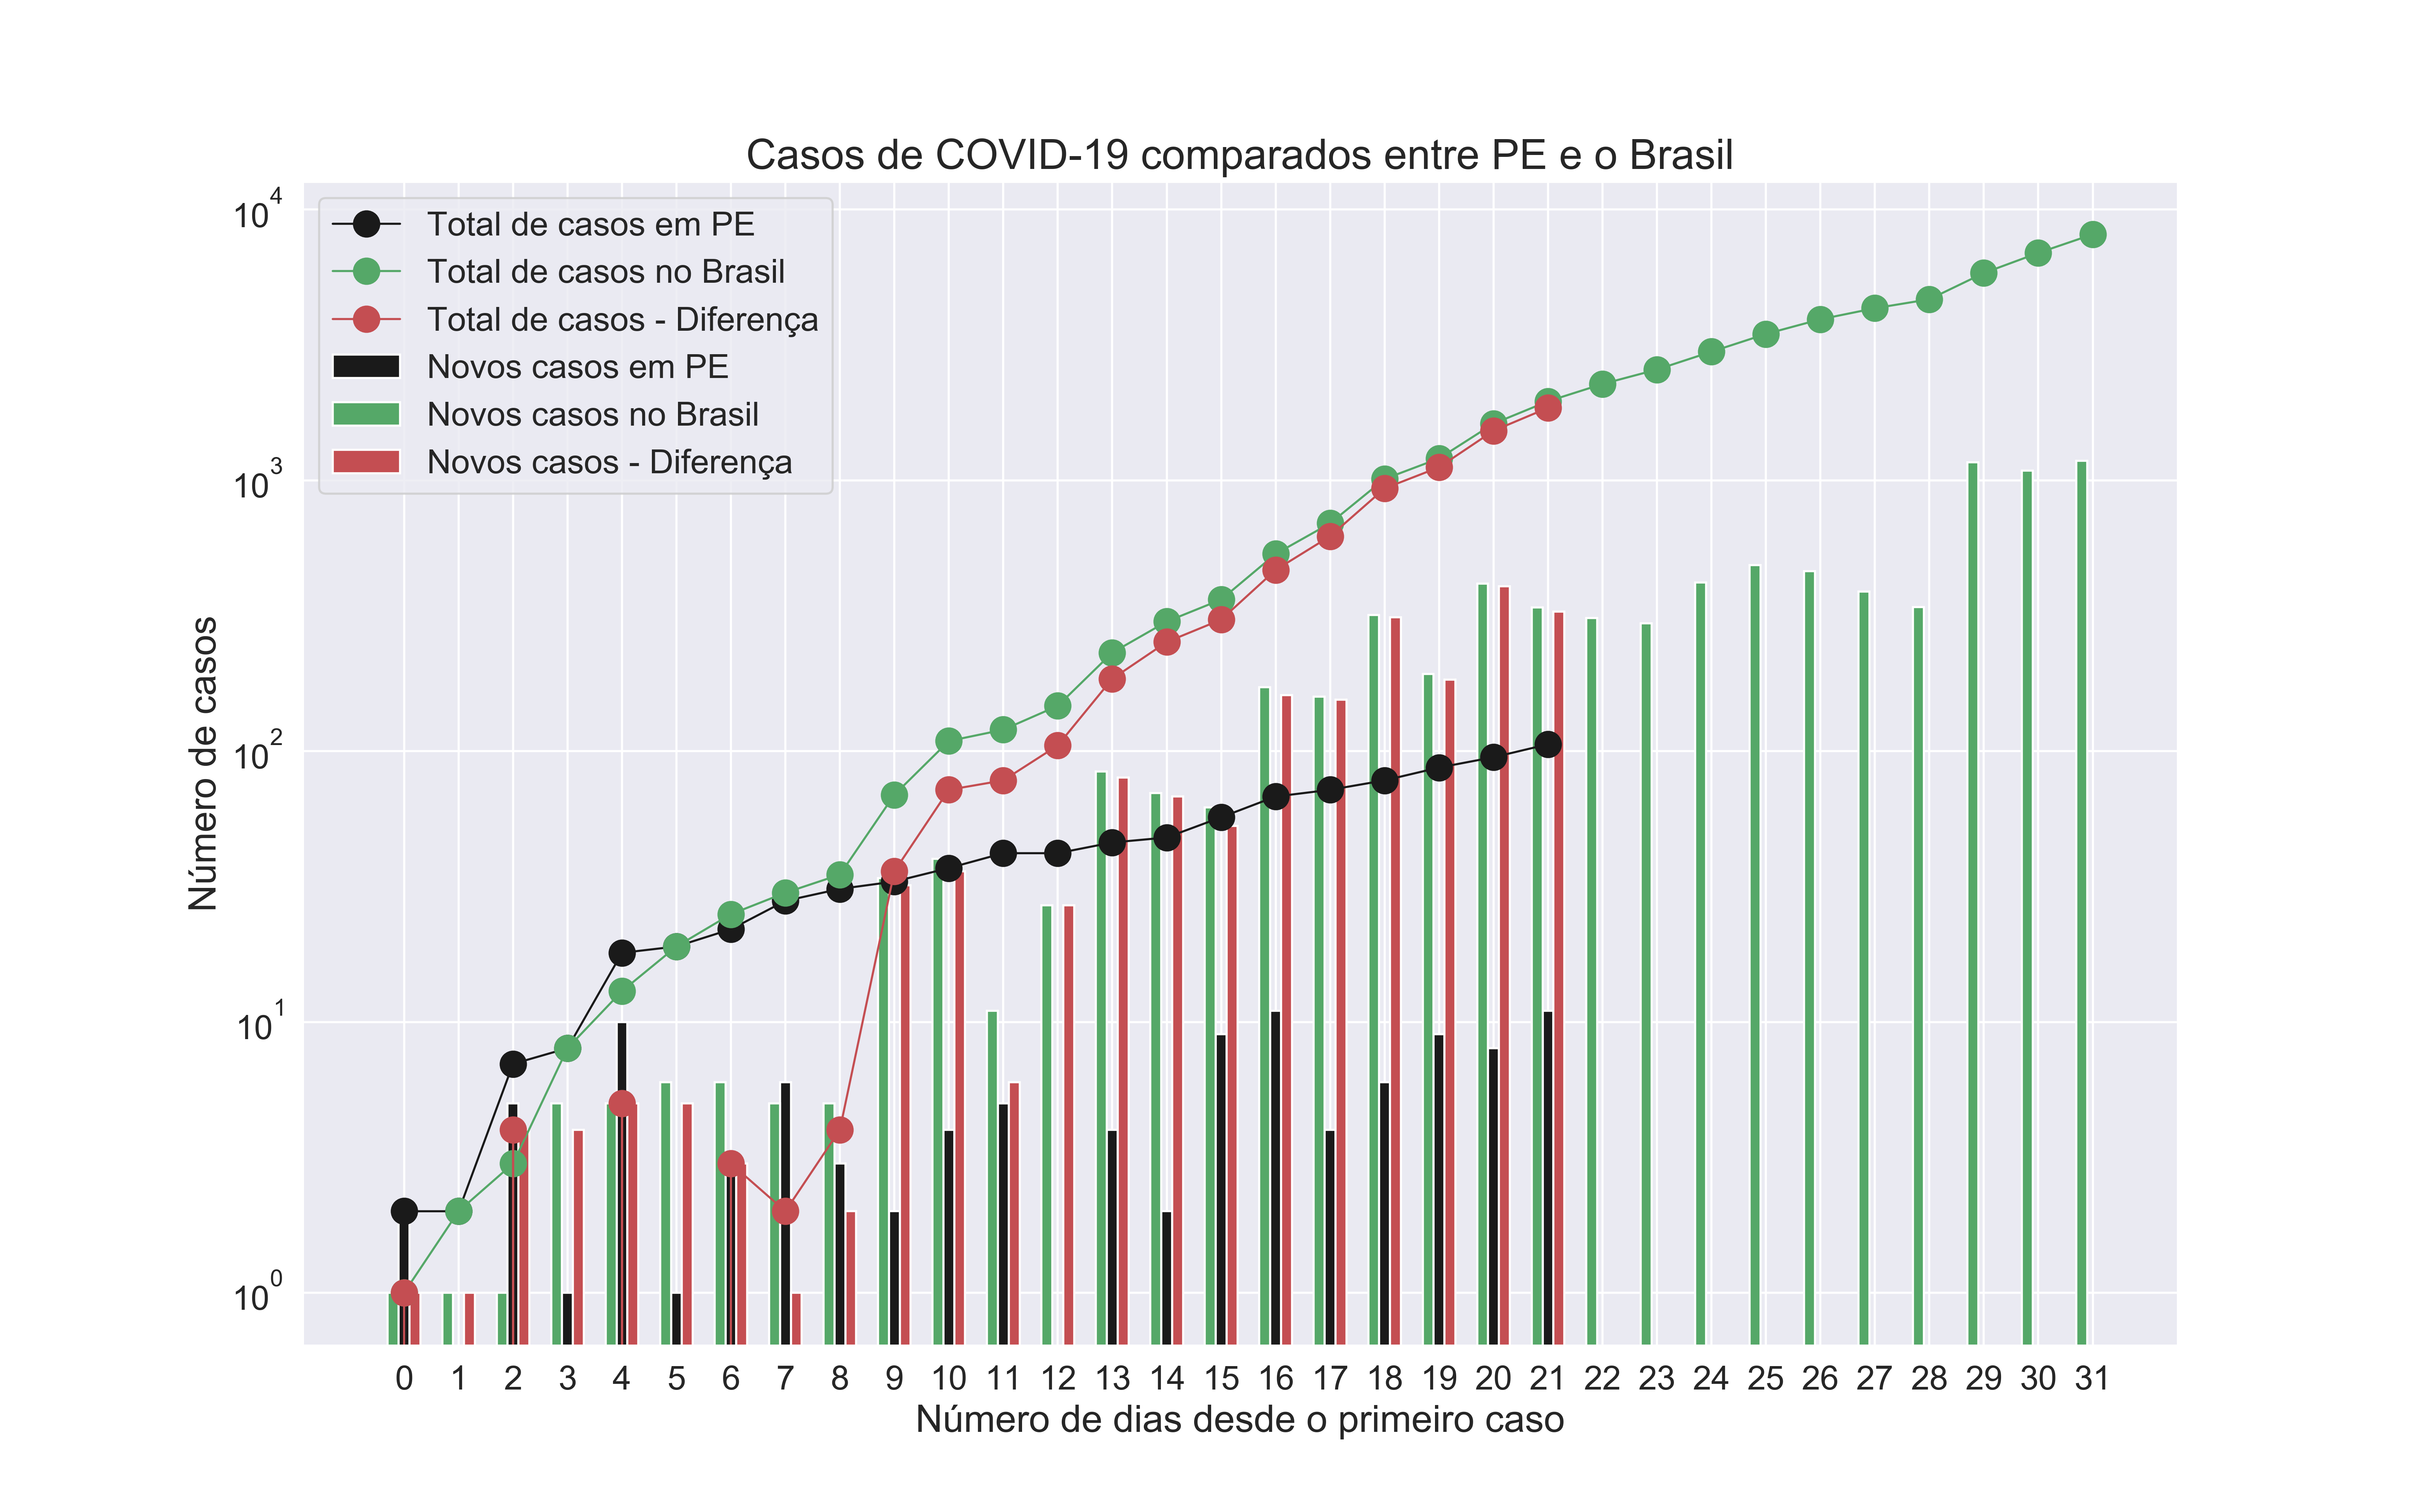 Casos de COVID-19 comparados entre PE e o Brasil
10^4
10^3
10^2
10^1
10^0
Número de casos
Total de casos em PE
Total de casos no Brasil
Total de casos - Diferença
Novos casos em PE
Novos casos no Brasil
Novos casos - Diferença
0 1 2 3 4 5 6 7 8 9 10 11 12 13 14 15 16 17 18 19 20 21 22 23 24 25 26 27 28 29 30 31
Número de dias desde o primeiro caso